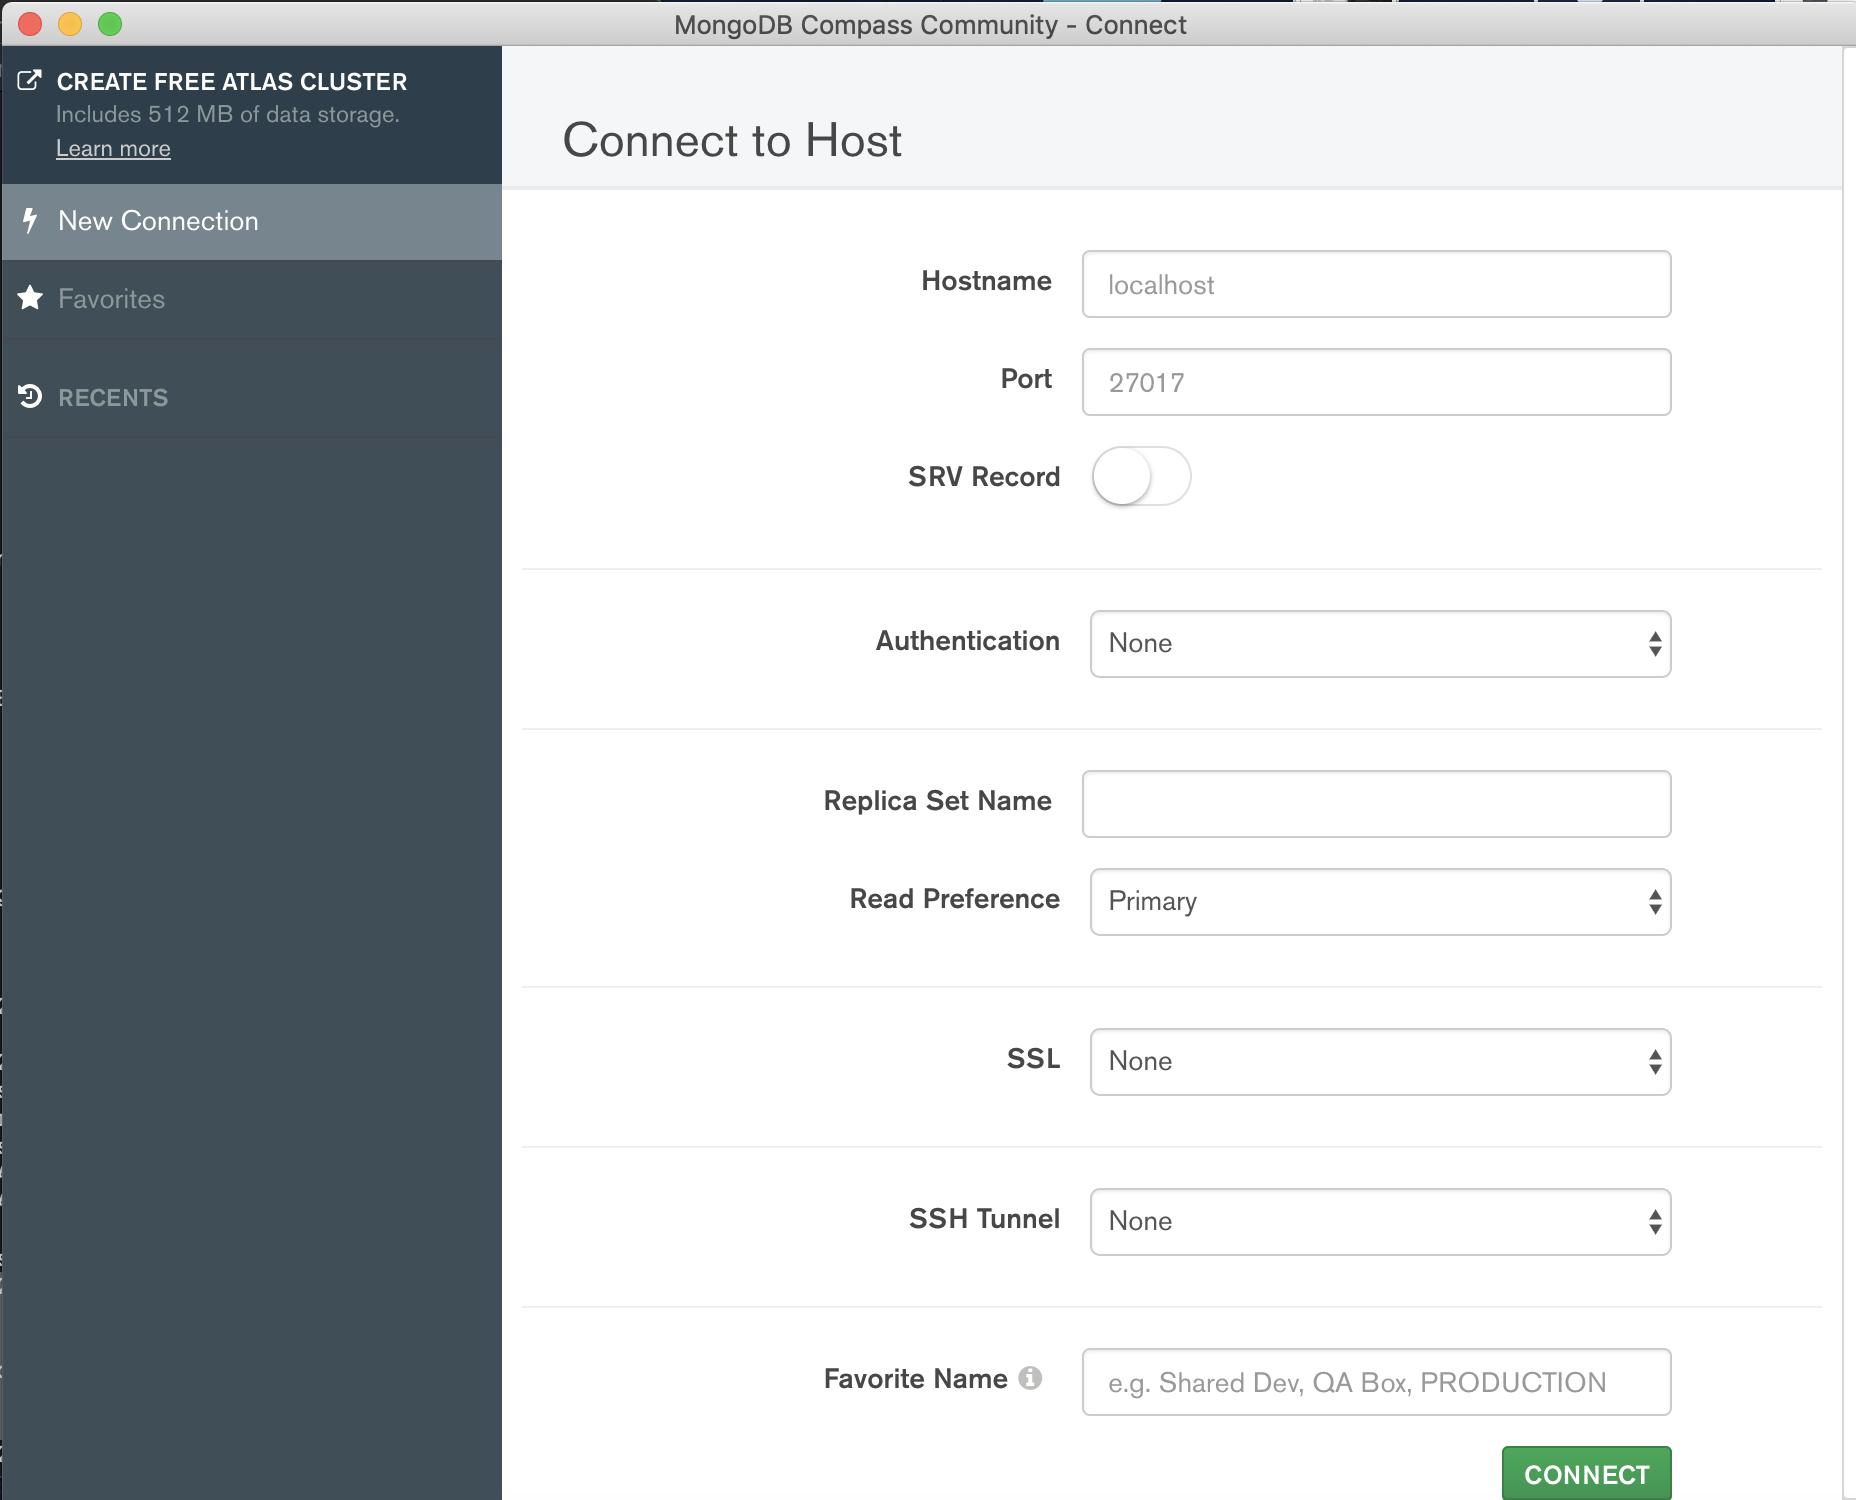 MongoDB Compass Community - Connect
CREATE FREE ATLAS CLUSTER
Includes 512 MB of data storage.
Learn more
New Connection
Favorites
RECENTS
Connect to Host
Hostname
localhost
Port
27017
SRV Record
Authentication
None
Replica Set Name
Read Preference
Primary
SSL
None
SSH Tunnel
None
Favorite Name
e.g. Shared Dev, QA Box, PRODUCTION
CONNECT